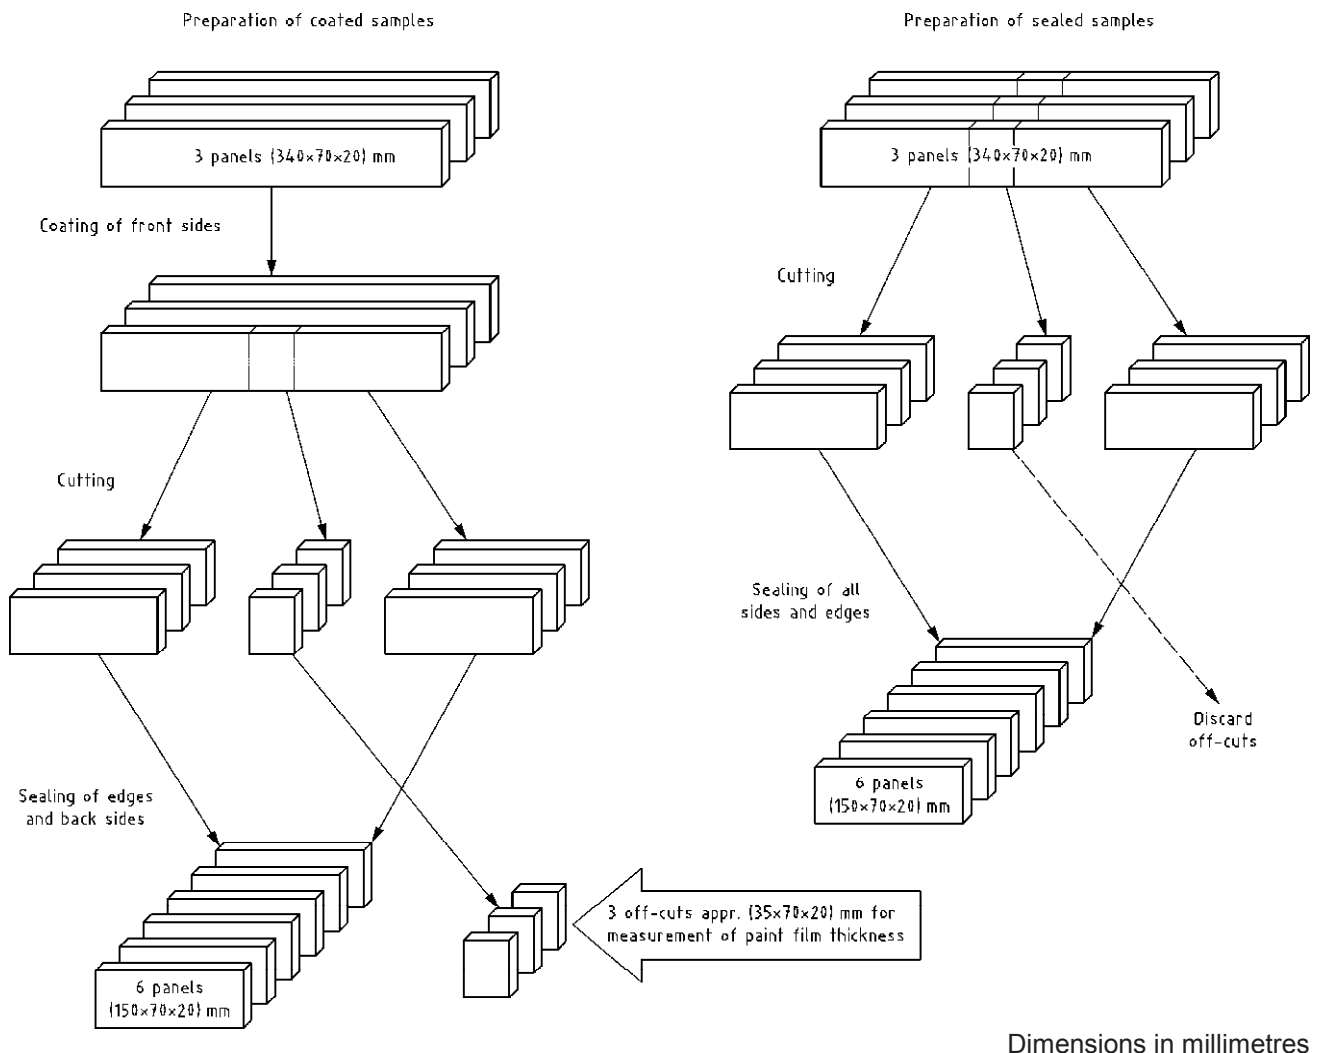 Preparation of coated samples
3 panels (340×70×20) mm
Coating of front sides
Cutting
Sealing of edges
and back sides
6 panels
(150×70×20) mm
3 off-cuts appr. (35×70×20) mm for
measurement of paint film thickness
Preparation of sealed samples
3 panels (340×70×20) mm
Cutting
Sealing of all
sides and edges
Discard
off-cuts
6 panels
(150×70×20) mm
Dimensions in millimetres